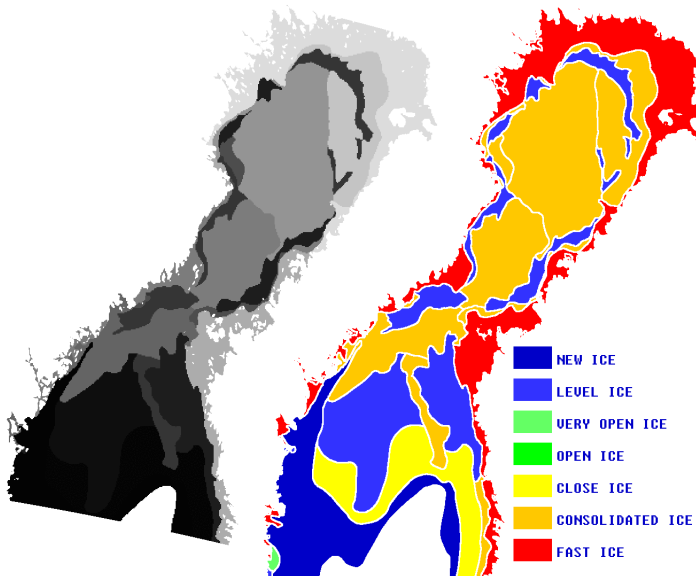 NEW ICE
LEVEL ICE
VERY OPEN ICE
OPEN ICE
CLOSE ICE
CONSOLIDATED ICE
FAST ICE